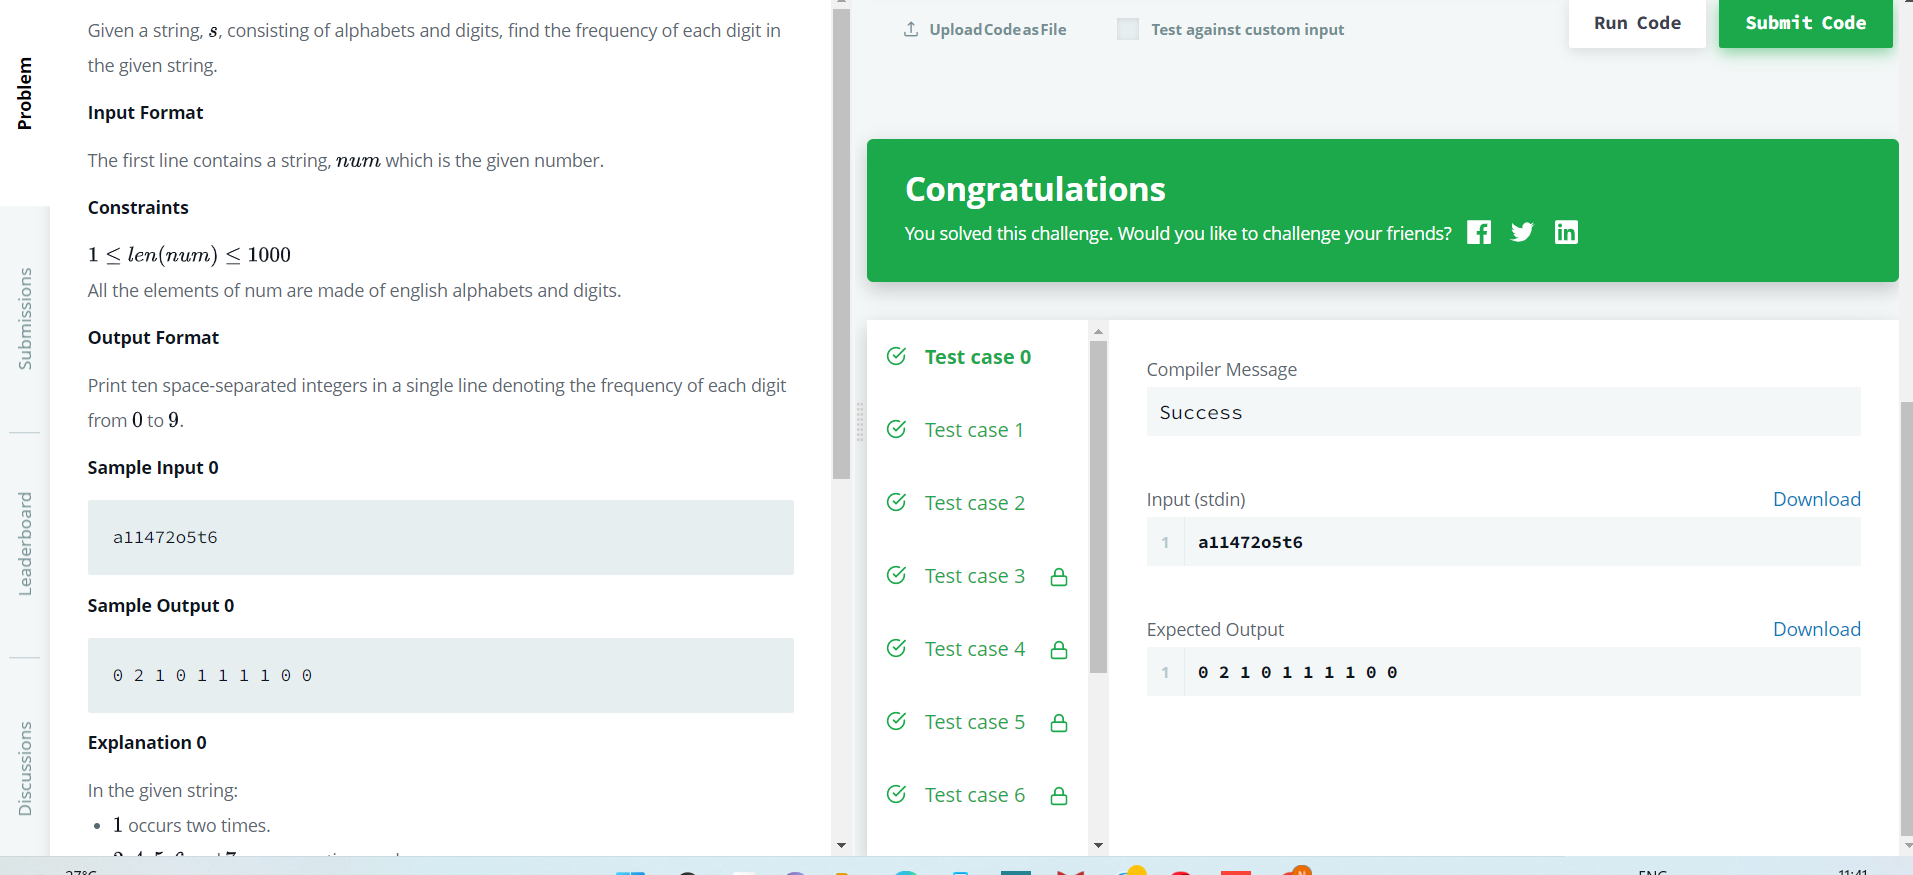 Problem
Submissions
Leaderboard
Discussions
Given a string, s, consisting of alphabets and digits, find the frequency of each digit in
the given string.
Input Format
The first line contains a string, num which is the given number.
Constraints
1 ≤ len(num) ≤ 1000
All the elements of num are made of english alphabets and digits.
Output Format
Print ten space-separated integers in a single line denoting the frequency of each digit
from 0 to 9.
Sample Input 0
a11472o5t6
Sample Output 0
0 2 1 0 1 1 1 1 0 0
Explanation 0
In the given string:
• 1 occurs two times.
Upload Code as File
Test against custom input
Run Code
Submit Code
Congratulations
You solved this challenge. Would you like to challenge your friends?
Test case 0
Test case 1
Test case 2
Test case 3
Test case 4
Test case 5
Test case 6
Compiler Message
Success
Input (stdin)
Download
1 a11472o5t6
Expected Output
Download
1 0 2 1 0 1 1 1 1 0 0